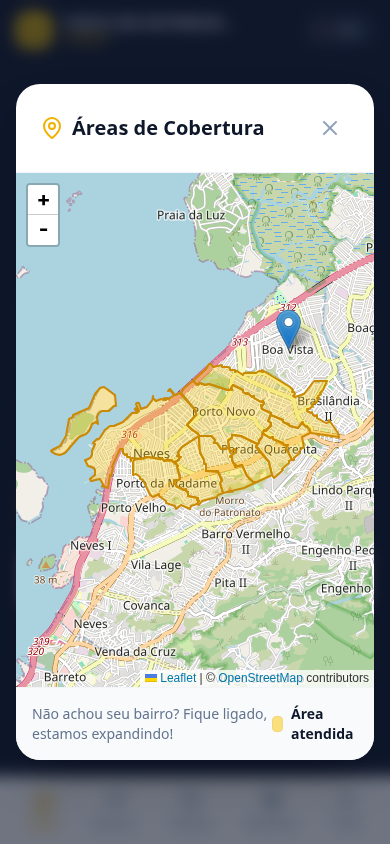 Áreas de Cobertura
+
-
Praia da Luz
312
313
Boa Vista
Brasilândia
II
Porto Novo
316
Neves
Parada Quarenta
Porto da Madame
Lindo Parq
II
Porto Velho
Morro
do Patronato
Barro Vermelho
II
Neves I
Engenho Ped
II
Vila Lage
38 m
Pita II
Engenho
Covanca
Neves
319
320
Venda da Cruz
Barreto
Leaflet | © OpenStreetMap contributors
Não achou seu bairro? Fique ligado,
estamos expandindo!
Área
atendida